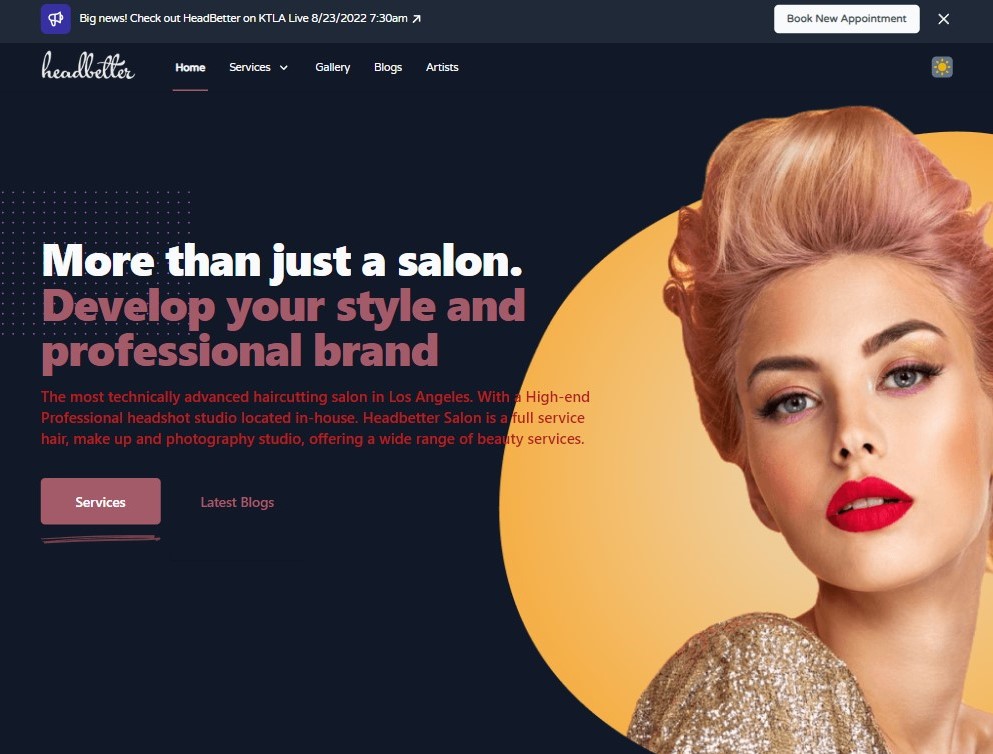 Big news! Check out HeadBetter on KTLA Live 8/23/2022 7:30am
Book New Appointment
headbetter
Home Services Gallery Blogs Artists
More than just a salon.
Develop your style and
professional brand
The most technically advanced haircutting salon in Los Angeles. With a High-end
Professional headshot studio located in-house. Headbetter Salon is a full service
hair, make up and photography studio, offering a wide range of beauty services.
Services Latest Blogs